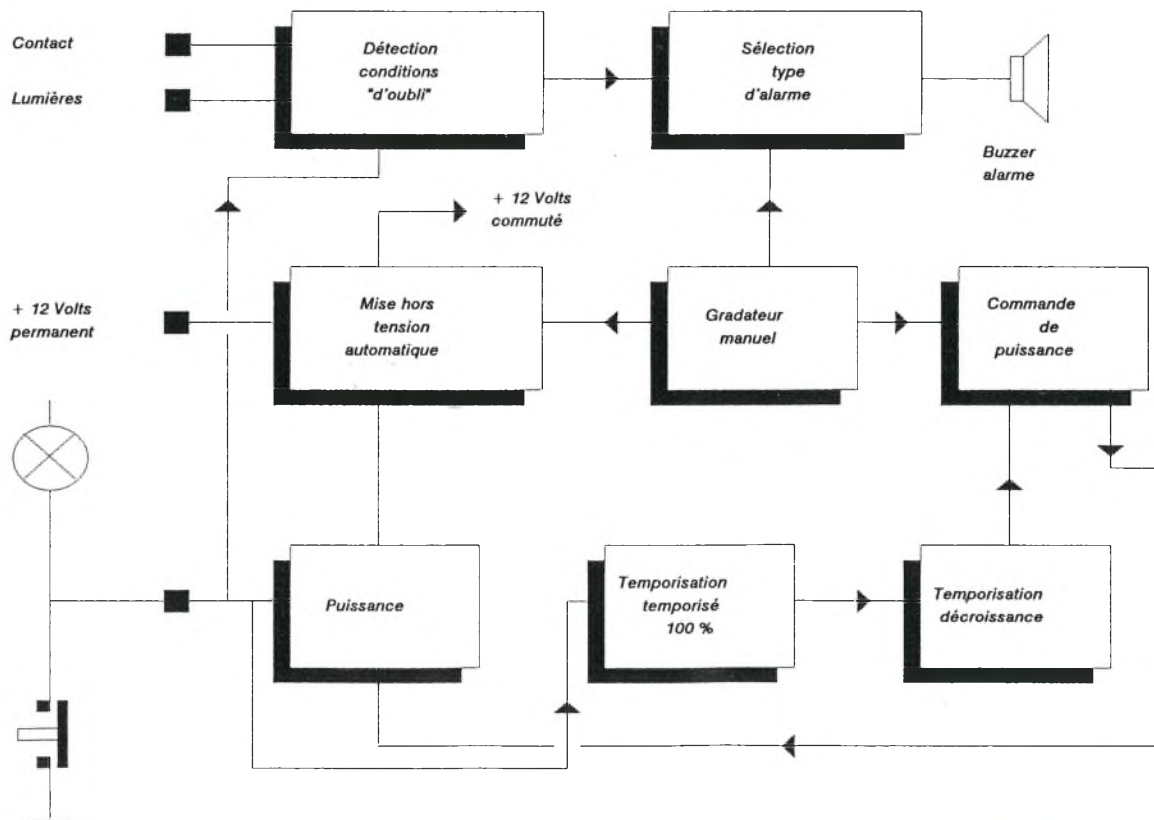 Contact
Lumières
Détection
conditions
"d'oubli"
Sélection
type
d'alarme
Buzzer
alarme
+ 12 Volts
commuté
+ 12 Volts
permanent
Mise hors
tension
automatique
Gradateur
manuel
Commande
de
puissance
Puissance
Temporisation
temporisé
100 %
Temporisation
décroissance